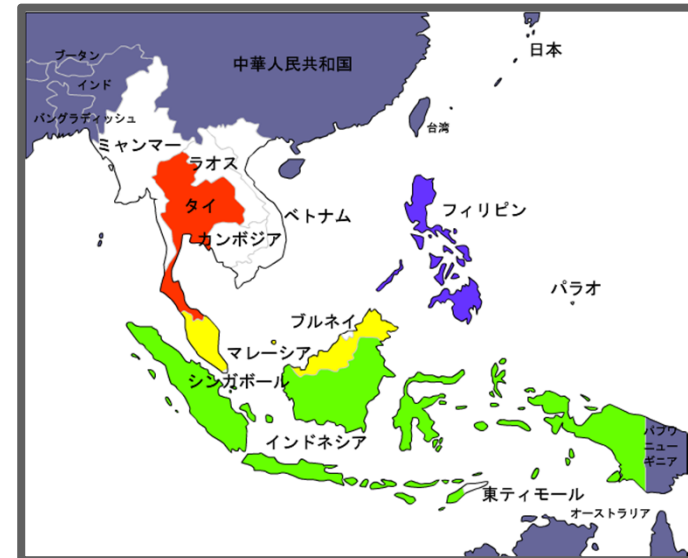 日本
ブータン
中華人民共和国
インド
バングラディッシュ
台湾
ミャンマー
ラオス
タイ
ベトナム
フィリピン
カンボジア
パラオ
ブルネイ
マレーシア
シンガポール
インドネシア
パプワ
ニュー
ギニア
東ティモール
オーストラリア